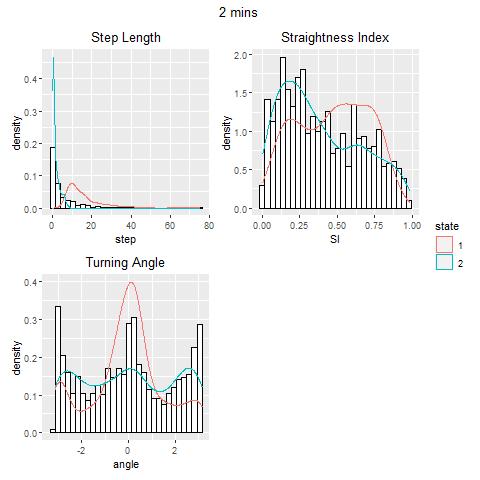 2 mins
Step Length
density
0.4
0.3
0.2
0.1
0.0
0 20 40 60 80
step
Straightness Index
density
2.0
1.5
1.0
0.5
0.0
0.00 0.25 0.50 0.75 1.00
SI
state
1
2
Turning Angle
density
0.4
0.3
0.2
0.1
0.0
-2 0 2
angle